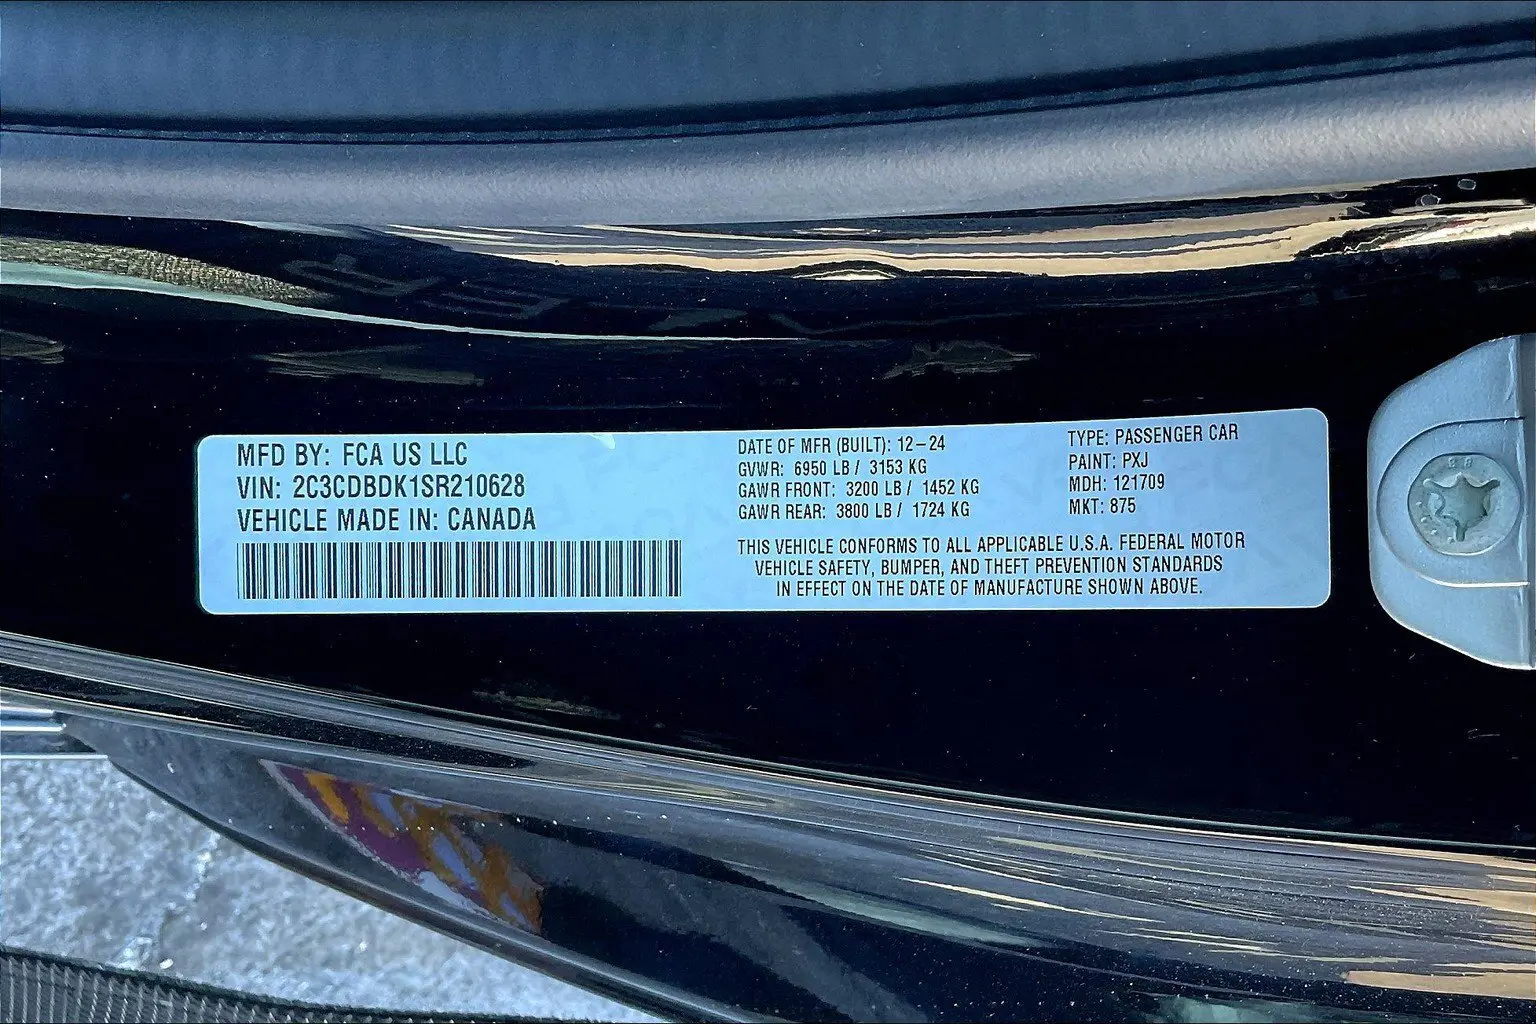 MFD BY: FCA US LLC
VIN: 2C3CDBDK1SR210628
VEHICLE MADE IN: CANADA
DATE OF MFR (BUILT): 12-24
GVWR: 6950 LB / 3153 KG
GAWR FRONT: 3200 LB / 1452 KG
GAWR REAR: 3800 LB / 1724 KG
TYPE: PASSENGER CAR
PAINT: PXJ
MDH: 121709
MKT: 875
THIS VEHICLE CONFORMS TO ALL APPLICABLE U.S.A. FEDERAL MOTOR
VEHICLE SAFETY, BUMPER, AND THEFT PREVENTION STANDARDS
IN EFFECT ON THE DATE OF MANUFACTURE SHOWN ABOVE.